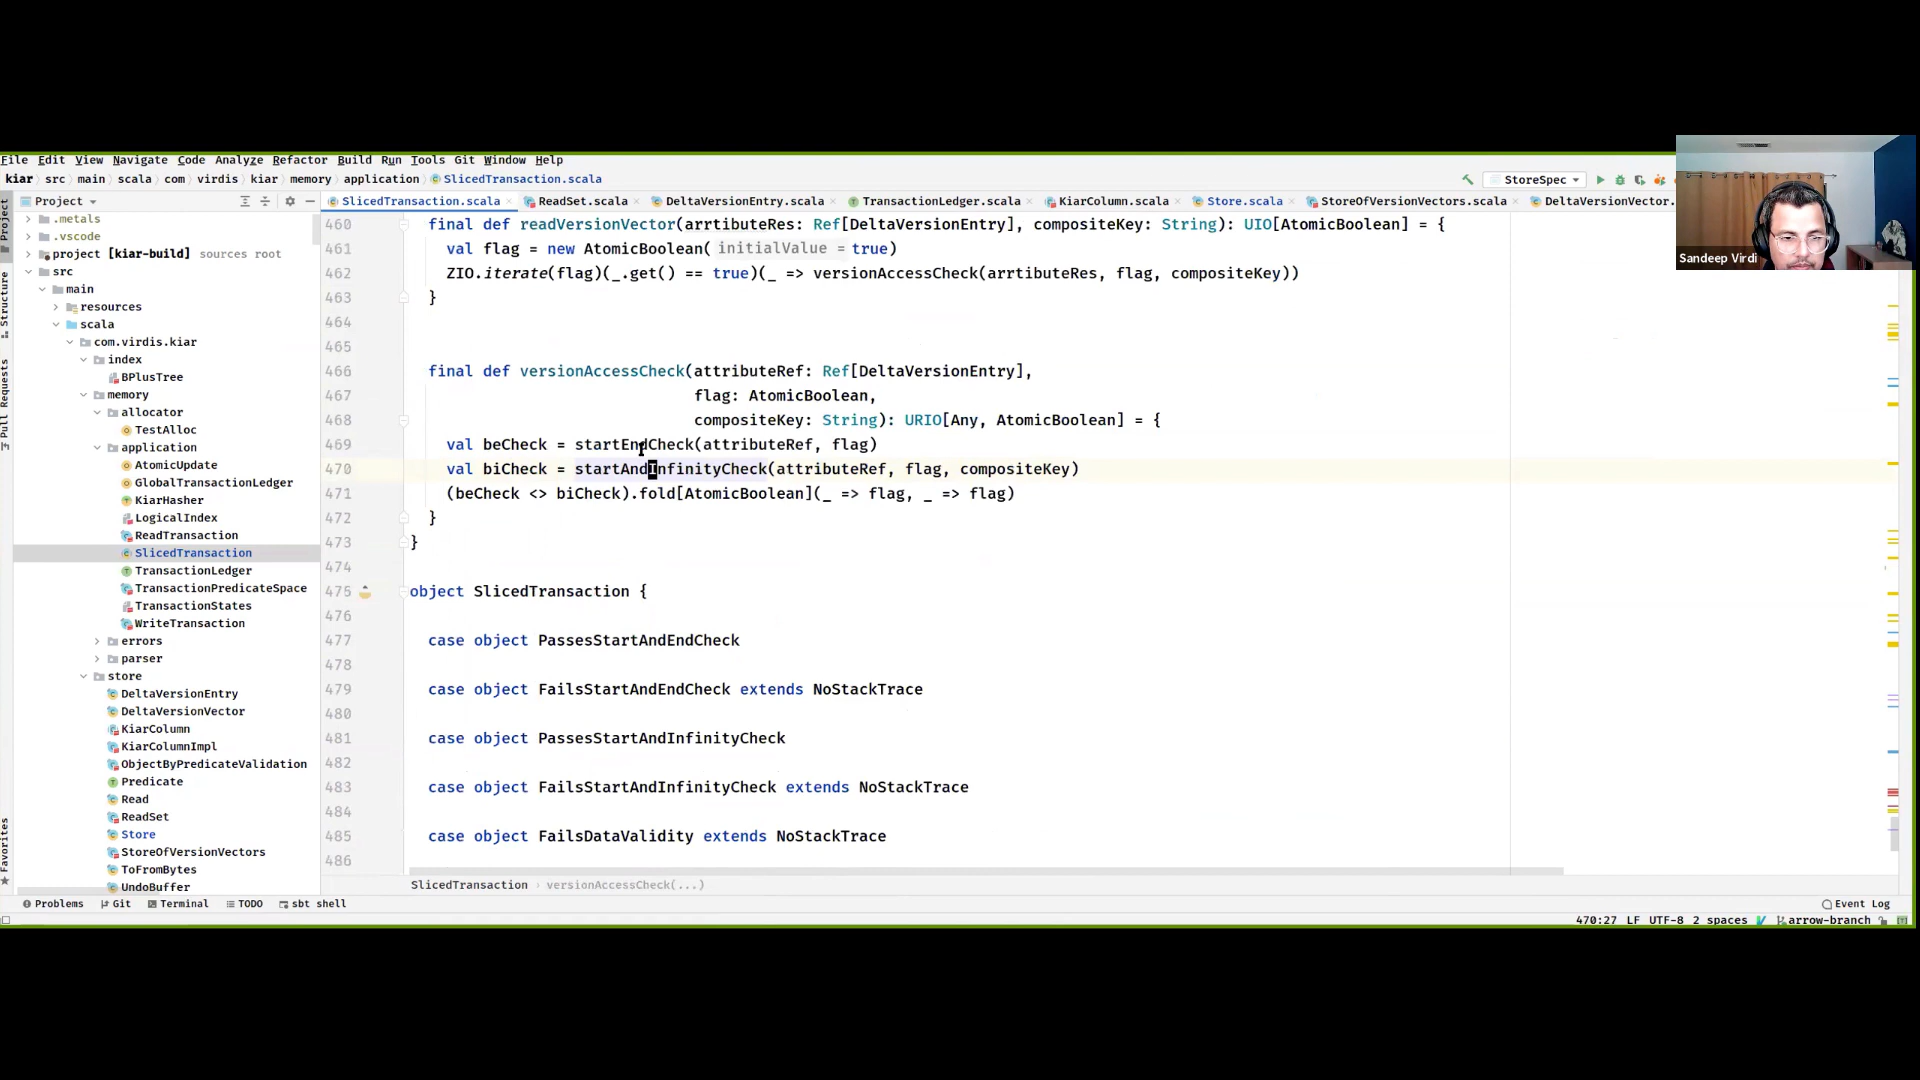 File Edit View Navigate Code Analyze Refactor Build Run Tools Git Window Help
kiar src main scala com virdis kiar memory application SlicedTransaction.scala
StoreSpec
Sandeep Virdi
Project
SlicedTransaction.scala ReadSet.scala DeltaVersionEntry.scala TransactionLedger.scala KiarColumn.scala Store.scala StoreOfVersionVectors.scala DeltaVersionVector.
Project
Structure
Pull Requests
Favorites
.metals
.vscode
project [kiar-build] sources root
src
main
resources
scala
com.virdis.kiar
index
BPlusTree
memory
allocator
TestAlloc
application
AtomicUpdate
GlobalTransactionLedger
KiarHasher
LogicalIndex
ReadTransaction
SlicedTransaction
TransactionLedger
TransactionPredicateSpace
TransactionStates
WriteTransaction
errors
parser
store
DeltaVersionEntry
DeltaVersionVector
KiarColumn
KiarColumnImpl
ObjectByPredicateValidation
Predicate
Read
ReadSet
Store
StoreOfVersionVectors
ToFromBytes
UndoBuffer
460 final def readVersionVector(arrtibuteRes: Ref[DeltaVersionEntry], compositeKey: String): UIO[AtomicBoolean] = {
461 val flag = new AtomicBoolean( initialValue = true)
462 ZIO.iterate(flag)(_.get() == true)(_ => versionAccessCheck(arrtibuteRes, flag, compositeKey))
463 }
464
465
466 final def versionAccessCheck(attributeRef: Ref[DeltaVersionEntry],
467 flag: AtomicBoolean,
468 compositeKey: String): URIO[Any, AtomicBoolean] = {
469 val beCheck = startEndCheck(attributeRef, flag)
470 val biCheck = startAndInfinityCheck(attributeRef, flag, compositeKey)
471 (beCheck <> biCheck).fold[AtomicBoolean](_ => flag, _ => flag)
472 }
473 }
474
475 object SlicedTransaction {
476
477 case object PassesStartAndEndCheck
478
479 case object FailsStartAndEndCheck extends NoStackTrace
480
481 case object PassesStartAndInfinityCheck
482
483 case object FailsStartAndInfinityCheck extends NoStackTrace
484
485 case object FailsDataValidity extends NoStackTrace
486
SlicedTransaction versionAccessCheck(...)
Problems Git Terminal TODO sbt shell Event Log
470:27 LF UTF-8 2 spaces arrow-branch